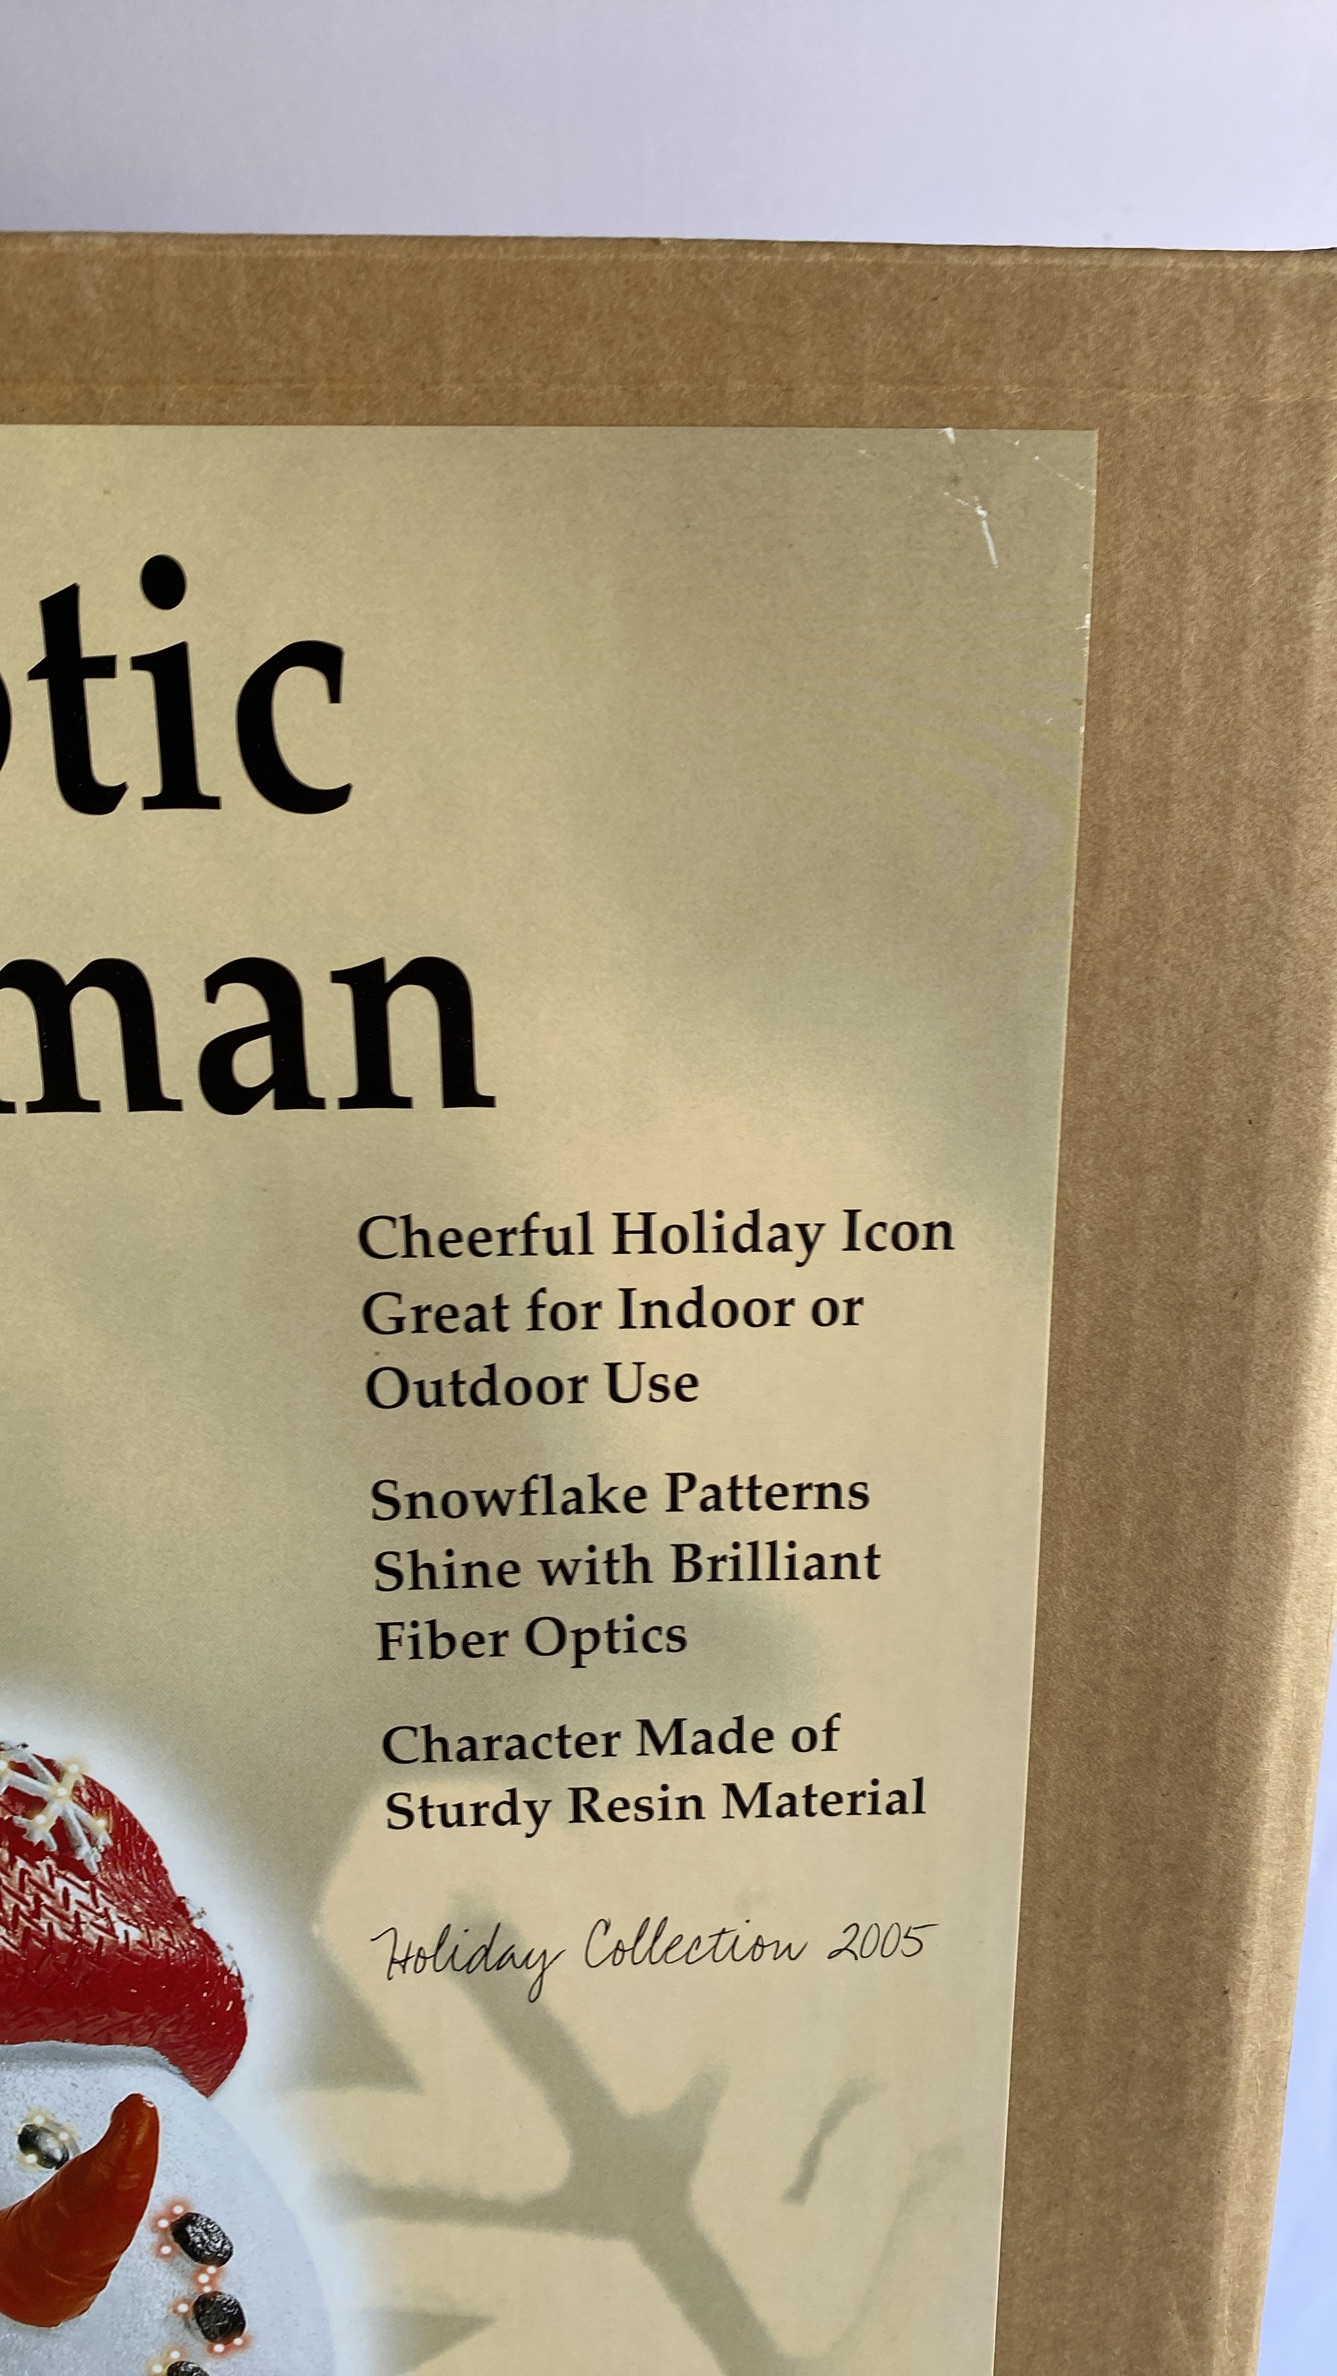 tic
man
Cheerful Holiday Icon
Great for Indoor or
Outdoor Use
Snowflake Patterns
Shine with Brilliant
Fiber Optics
Character Made of
Sturdy Resin Material
Holiday Collection 2005